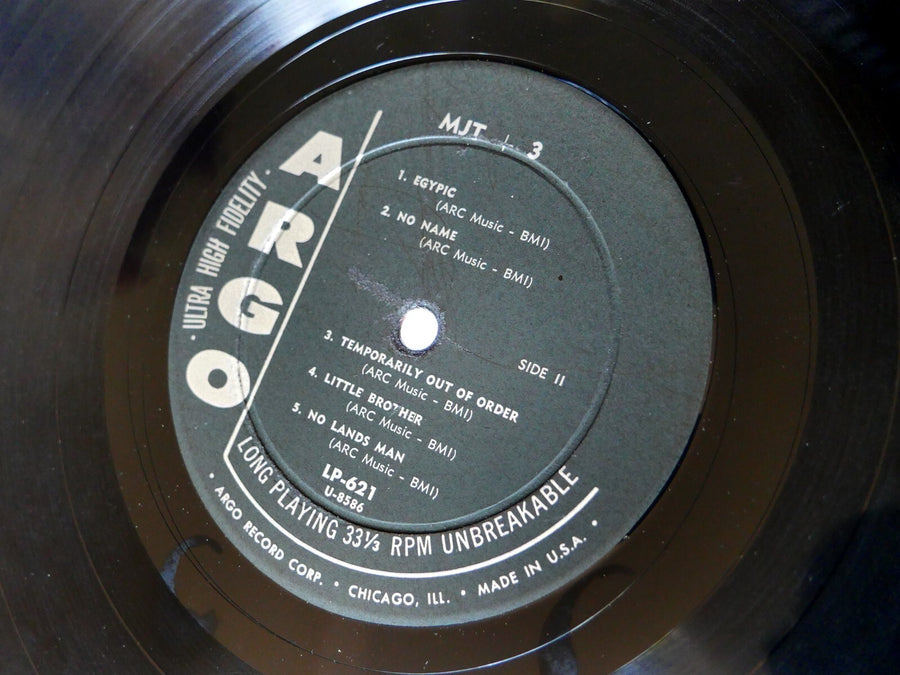 MJT + 3
1. EGYPIC
(ARC Music - BMI)
2. NO NAME
(ARC Music - BMI)
3. TEMPORARILY OUT OF ORDER
(ARC Music - BMI)
4. LITTLE BROTHER
(ARC Music - BMI)
5. NO LANDS MAN
(ARC Music - BMI)
SIDE II
LP-621
U-8586
ARGO
· ULTRA HIGH FIDELITY ·
LONG PLAYING 33⅓ RPM UNBREAKABLE
· ARGO RECORD CORP. · CHICAGO, ILL. · MADE IN U.S.A. ·